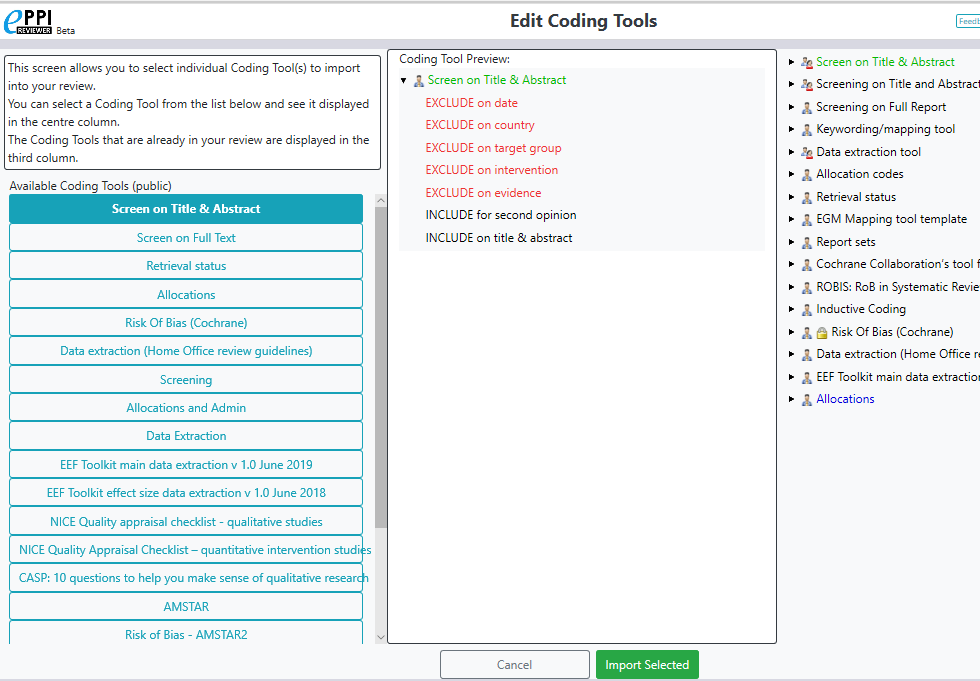 ePPI
REVIEWER Beta
Edit Coding Tools
This screen allows you to select individual Coding Tool(s) to import
into your review.
You can select a Coding Tool from the list below and see it displayed
in the centre column.
The Coding Tools that are already in your review are displayed in the
third column.
Available Coding Tools (public)
Screen on Title & Abstract
Screen on Full Text
Retrieval status
Allocations
Risk Of Bias (Cochrane)
Data extraction (Home Office review guidelines)
Screening
Allocations and Admin
Data Extraction
EEF Toolkit main data extraction v 1.0 June 2019
EEF Toolkit effect size data extraction v 1.0 June 2018
NICE Quality appraisal checklist - qualitative studies
NICE Quality Appraisal Checklist – quantitative intervention studies
CASP: 10 questions to help you make sense of qualitative research
AMSTAR
Risk of Bias - AMSTAR2
Coding Tool Preview:
Screen on Title & Abstract
EXCLUDE on date
EXCLUDE on country
EXCLUDE on target group
EXCLUDE on intervention
EXCLUDE on evidence
INCLUDE for second opinion
INCLUDE on title & abstract
Screen on Title & Abstract
Screening on Title and Abstract
Screening on Full Report
Keywording/mapping tool
Data extraction tool
Allocation codes
Retrieval status
EGM Mapping tool template
Report sets
Cochrane Collaboration's tool f
ROBIS: RoB in Systematic Revie
Inductive Coding
Risk Of Bias (Cochrane)
Data extraction (Home Office re
EEF Toolkit main data extraction
Allocations
Cancel
Import Selected